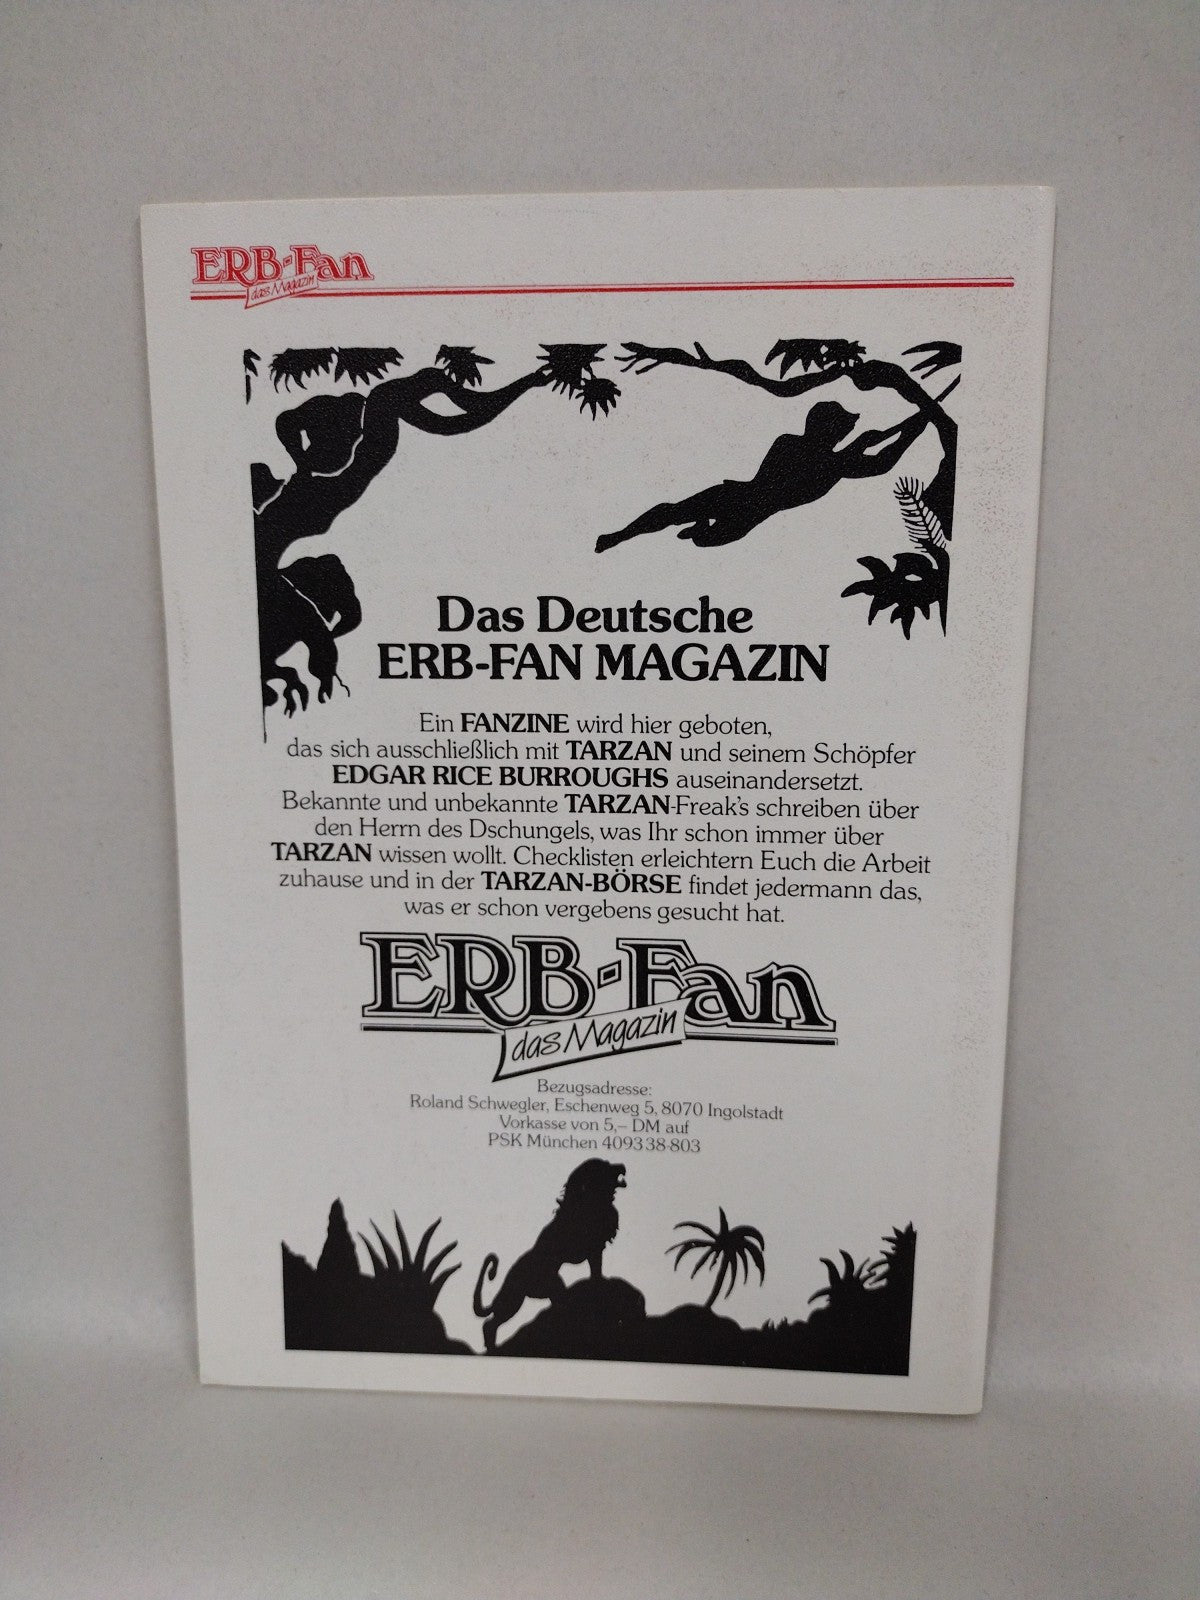 ERB-Fan
das Magazin
Das Deutsche
ERB-FAN MAGAZIN
Ein FANZINE wird hier geboten,
das sich ausschließlich mit TARZAN und seinem Schöpfer
EDGAR RICE BURROUGHS auseinandersetzt.
Bekannte und unbekannte TARZAN-Freak's schreiben über
den Herrn des Dschungels, was Ihr schon immer über
TARZAN wissen wollt. Checklisten erleichtern Euch die Arbeit
zuhause und in der TARZAN-BÖRSE findet jedermann das,
was er schon vergebens gesucht hat.
ERB-Fan
das Magazin
Bezugsadresse:
Roland Schwegler, Eschenweg 5, 8070 Ingolstadt
Vorkasse von 5,– DM auf
PSK München 409338-803